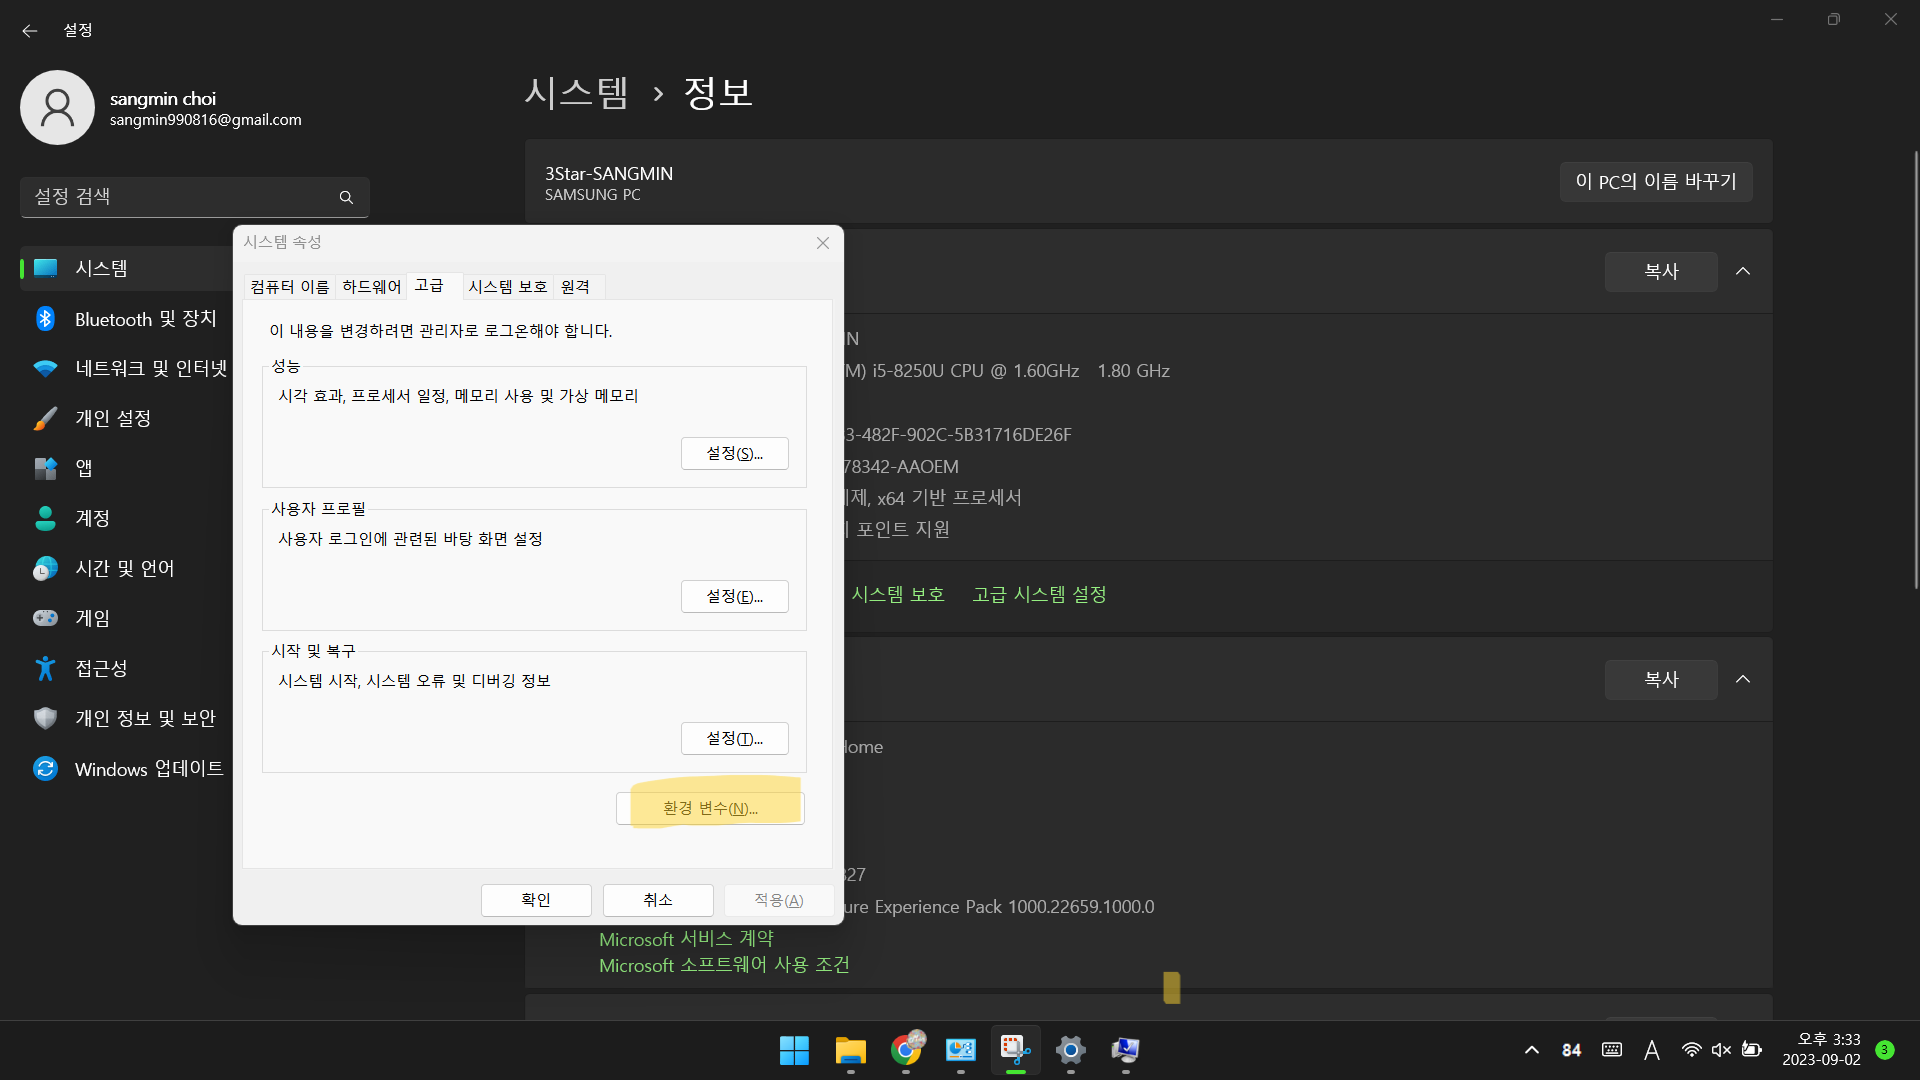 설정
sangmin choi
sangmin990816@gmail.com
설정 검색
시스템
Bluetooth 및 장치
네트워크 및 인터넷
개인 설정
앱
계정
시간 및 언어
게임
접근성
개인 정보 및 보안
Windows 업데이트
시스템 › 정보
3Star-SANGMIN
SAMSUNG PC
이 PC의 이름 바꾸기
복사
IN
M) i5-8250U CPU @ 1.60GHz 1.80 GHz
3-482F-902C-5B31716DE26F
78342-AAOEM
제, x64 기반 프로세서
포인트 지원
시스템 보호 고급 시스템 설정
복사
Home
327
ure Experience Pack 1000.22659.1000.0
Microsoft 서비스 계약
Microsoft 소프트웨어 사용 조건
시스템 속성
컴퓨터 이름 하드웨어 고급 시스템 보호 원격
이 내용을 변경하려면 관리자로 로그온해야 합니다.
성능
시각 효과, 프로세서 일정, 메모리 사용 및 가상 메모리
설정(S)...
사용자 프로필
사용자 로그인에 관련된 바탕 화면 설정
설정(E)...
시작 및 복구
시스템 시작, 시스템 오류 및 디버깅 정보
설정(T)...
환경 변수(N)...
확인 취소 적용(A)
84 A 오후 3:33
2023-09-02 3